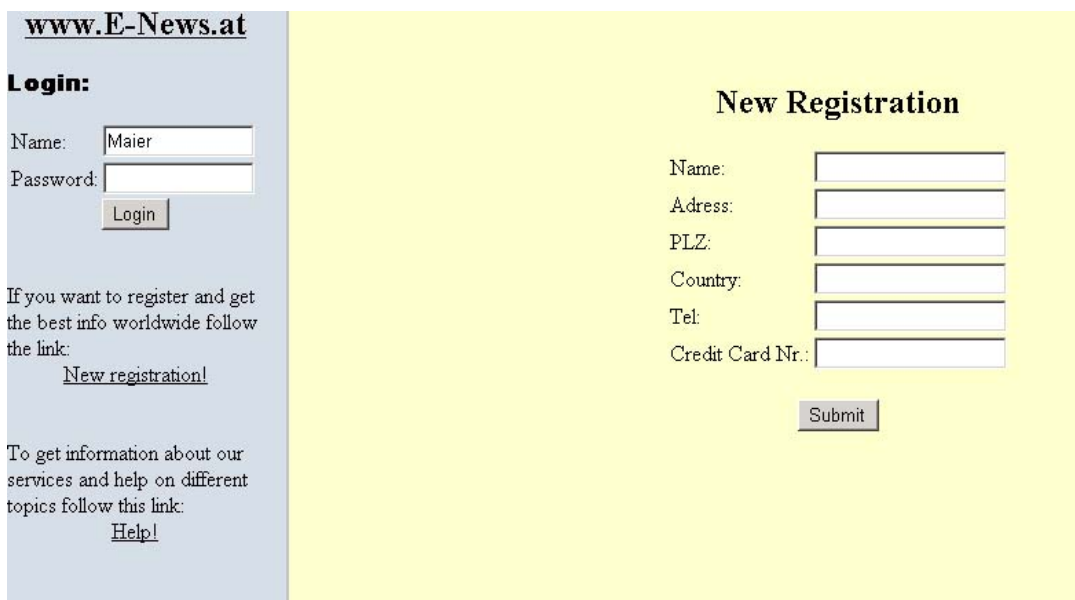 www.E-News.at
Login:
Name: Maier
Password:
Login
If you want to register and get
the best info worldwide follow
the link:
New registration!
To get information about our
services and help on different
topics follow this link:
Help!
New Registration
Name:
Adress:
PLZ:
Country:
Tel:
Credit Card Nr.:
Submit